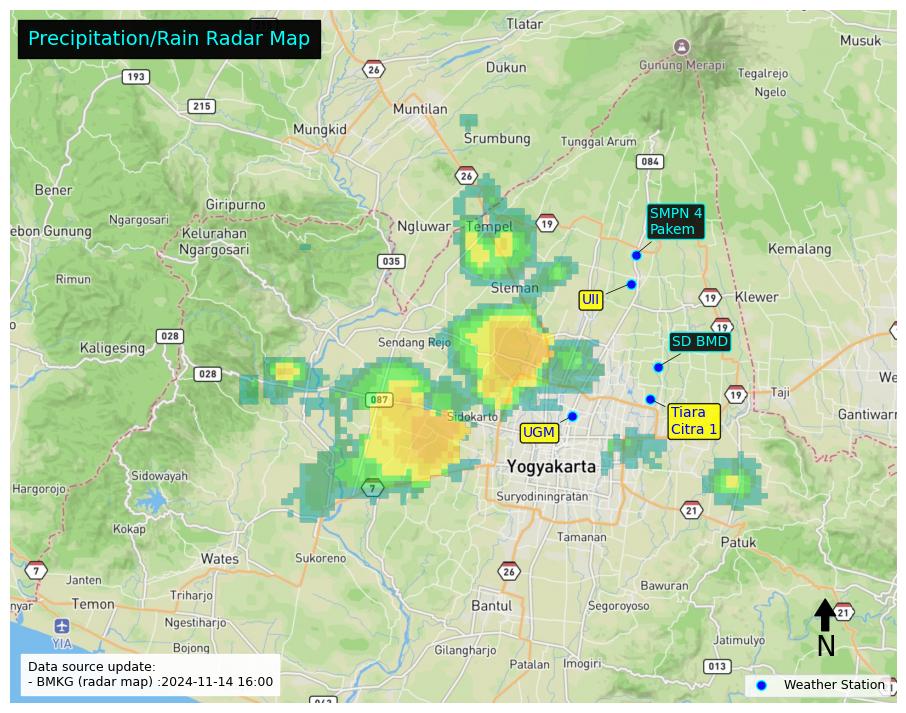 Precipitation/Rain Radar Map
Tlatar
Musuk
26
Dukun
Gunung Merapi
Tegalrejo
193
Ngelo
215
Muntilan
Mungkid
Srumbung
Tunggal Arum
084
26
Bener
Giripurno
SMPN 4
Pakem
Ngargosari
Ngluwar
Tempel
19
ebon Gunung
Kelurahan
Ngargosari
Kemalang
035
Rimun
Sleman
UII
19
Klewer
19
028
Sendang Rejo
SD BMD
Kaligesing
028
We
087
19
Taji
Sidokarto
Tiara
Citra 1
Gantiwarn
UGM
Yogyakarta
Sidowayah
Hargorojo
7
Suryodiningratan
21
Kokap
Tamanan
Patuk
Wates
Sukoreno
7
26
Janten
Bawuran
Triharjo
nyar
Temon
Bantul
Segoroyoso
21
Ngestiharjo
YIA
Jatimulyo
N
Bojong
Gilangharjo
Patalan
Imogiri
013
Data source update:
- BMKG (radar map) :2024-11-14 16:00
Weather Station